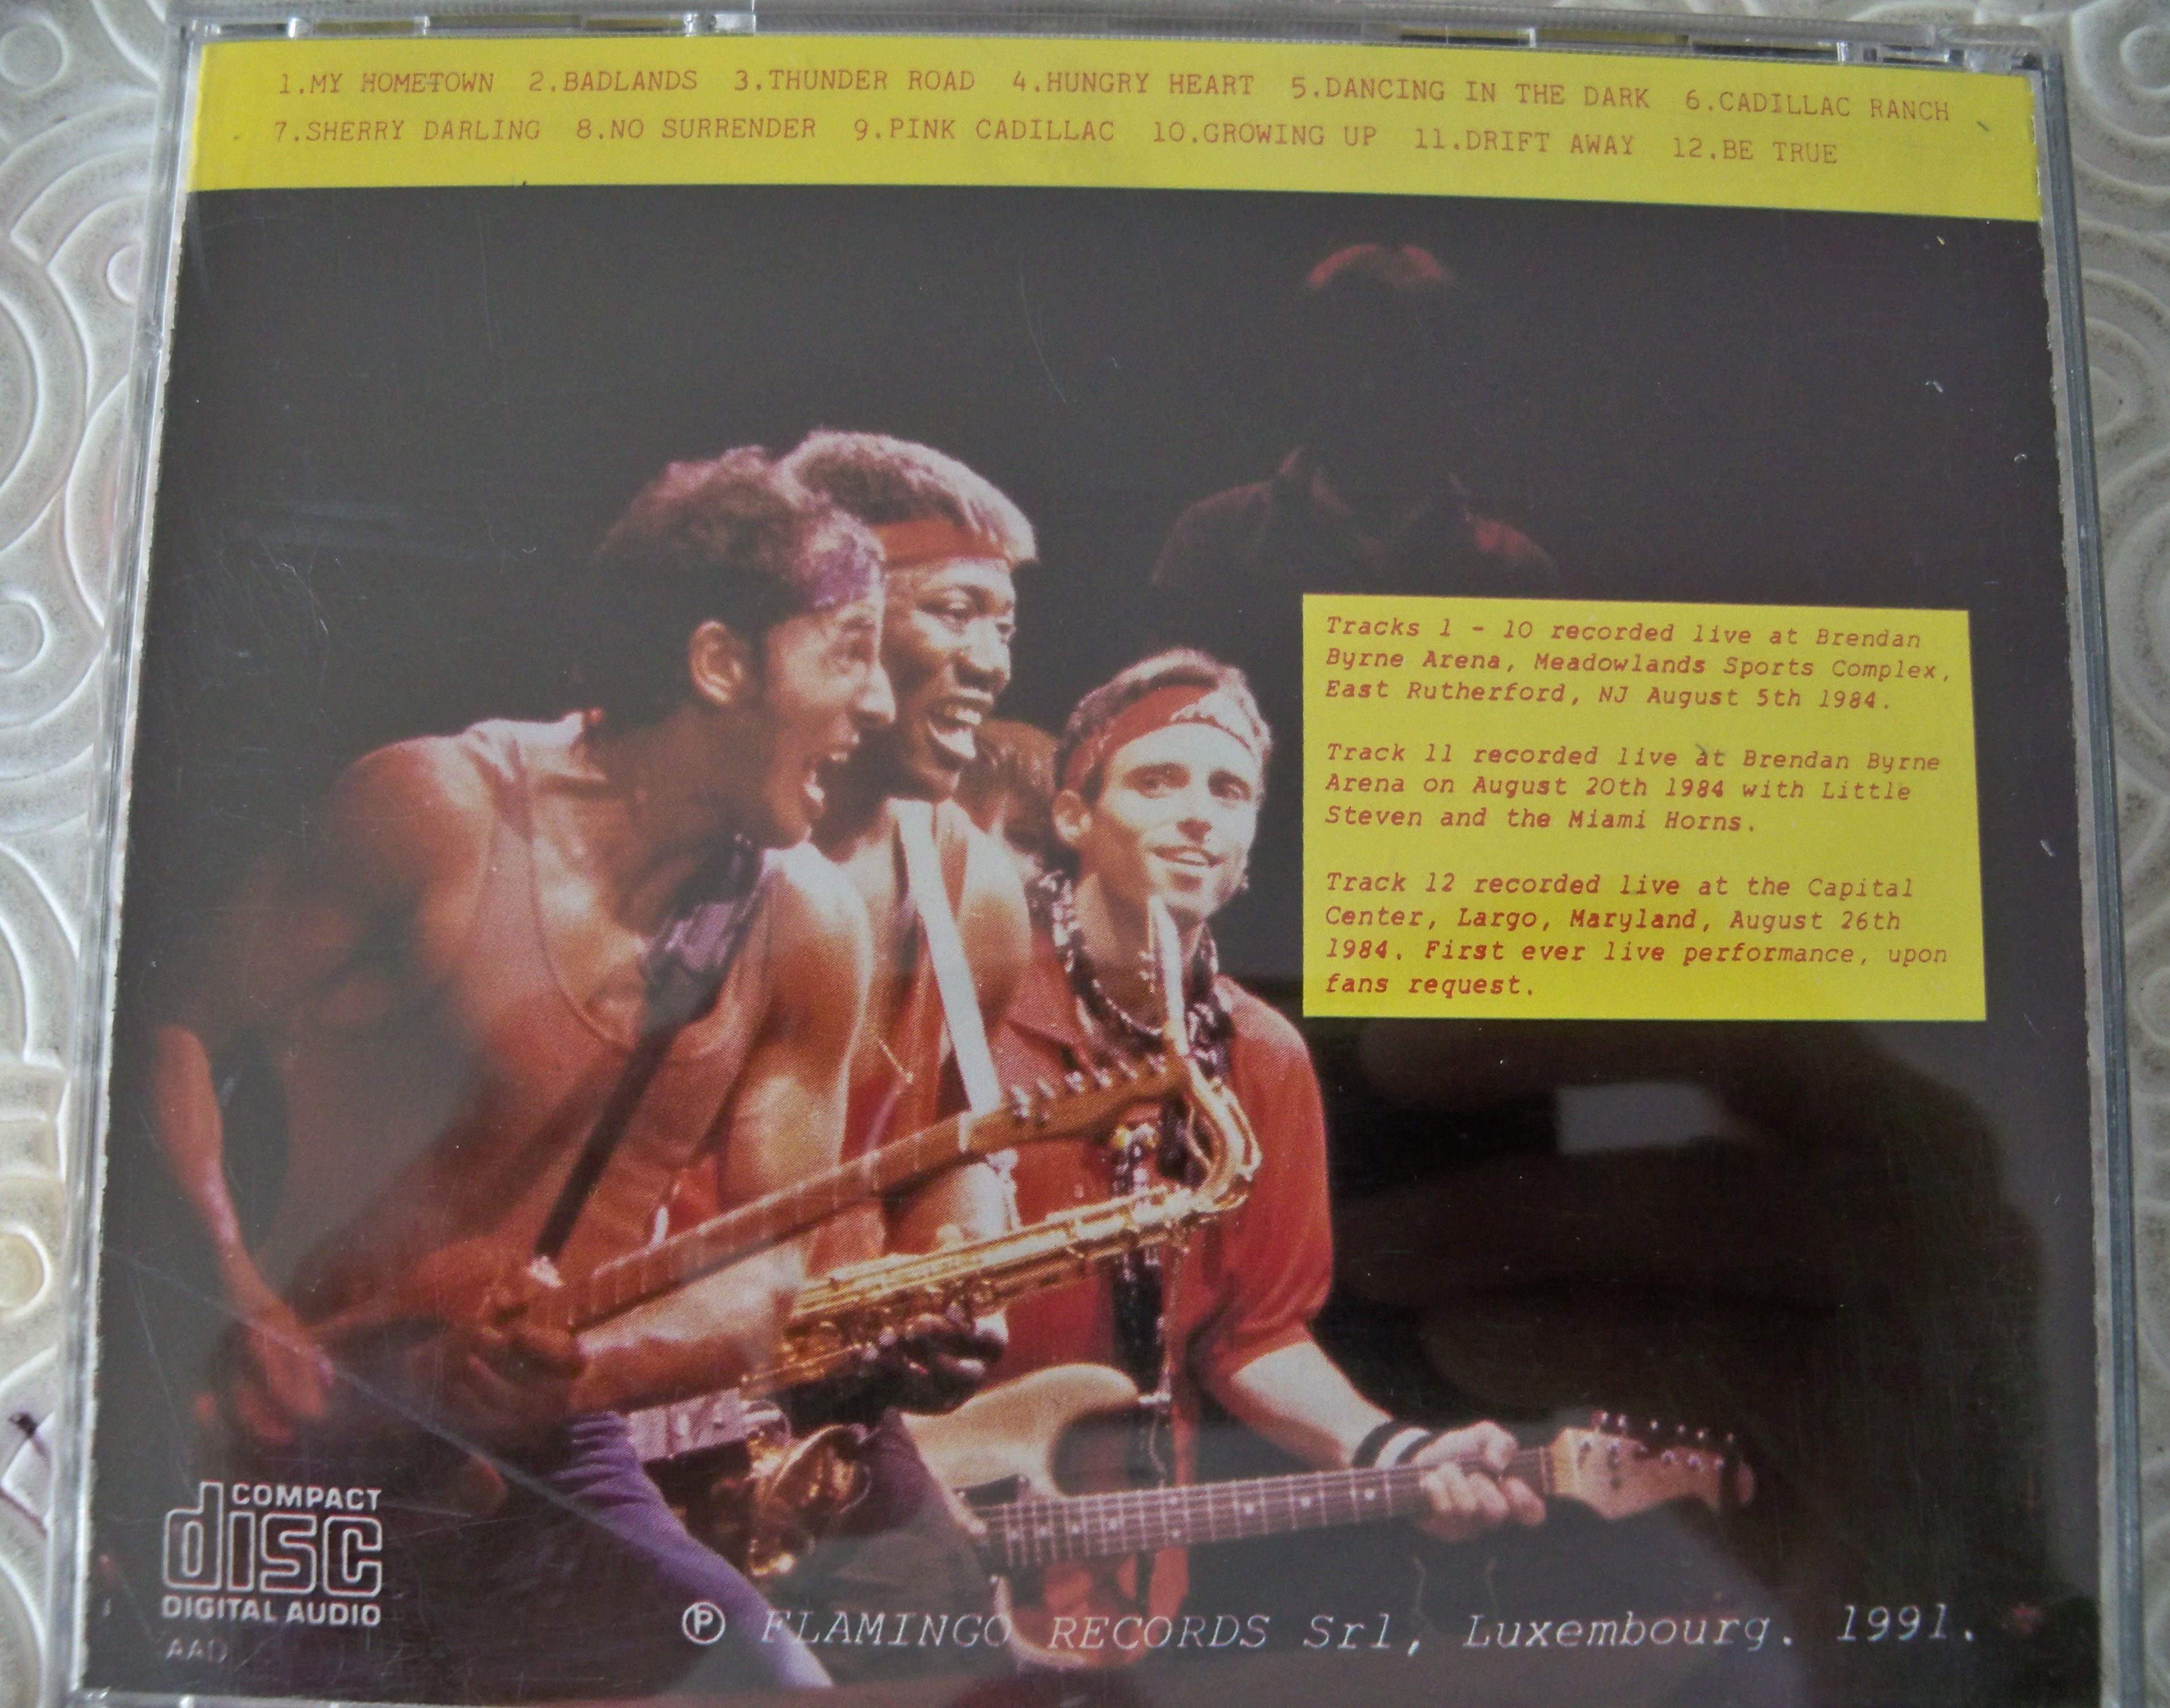 1.MY HOMETOWN 2.BADLANDS 3.THUNDER ROAD 4.HUNGRY HEART 5.DANCING IN THE DARK 6.CADILLAC RANCH
7.SHERRY DARLING 8.NO SURRENDER 9.PINK CADILLAC 10.GROWING UP 11.DRIFT AWAY 12.BE TRUE
Tracks 1 - 10 recorded live at Brendan
Byrne Arena, Meadowlands Sports Complex,
East Rutherford, NJ August 5th 1984.
Track 11 recorded live at Brendan Byrne
Arena on August 20th 1984 with Little
Steven and the Miami Horns.
Track 12 recorded live at the Capital
Center, Largo, Maryland, August 26th
1984. First ever live performance, upon
fans request.
COMPACT
disc
DIGITAL AUDIO
AAD
℗ FLAMINGO RECORDS Srl, Luxembourg. 1991.